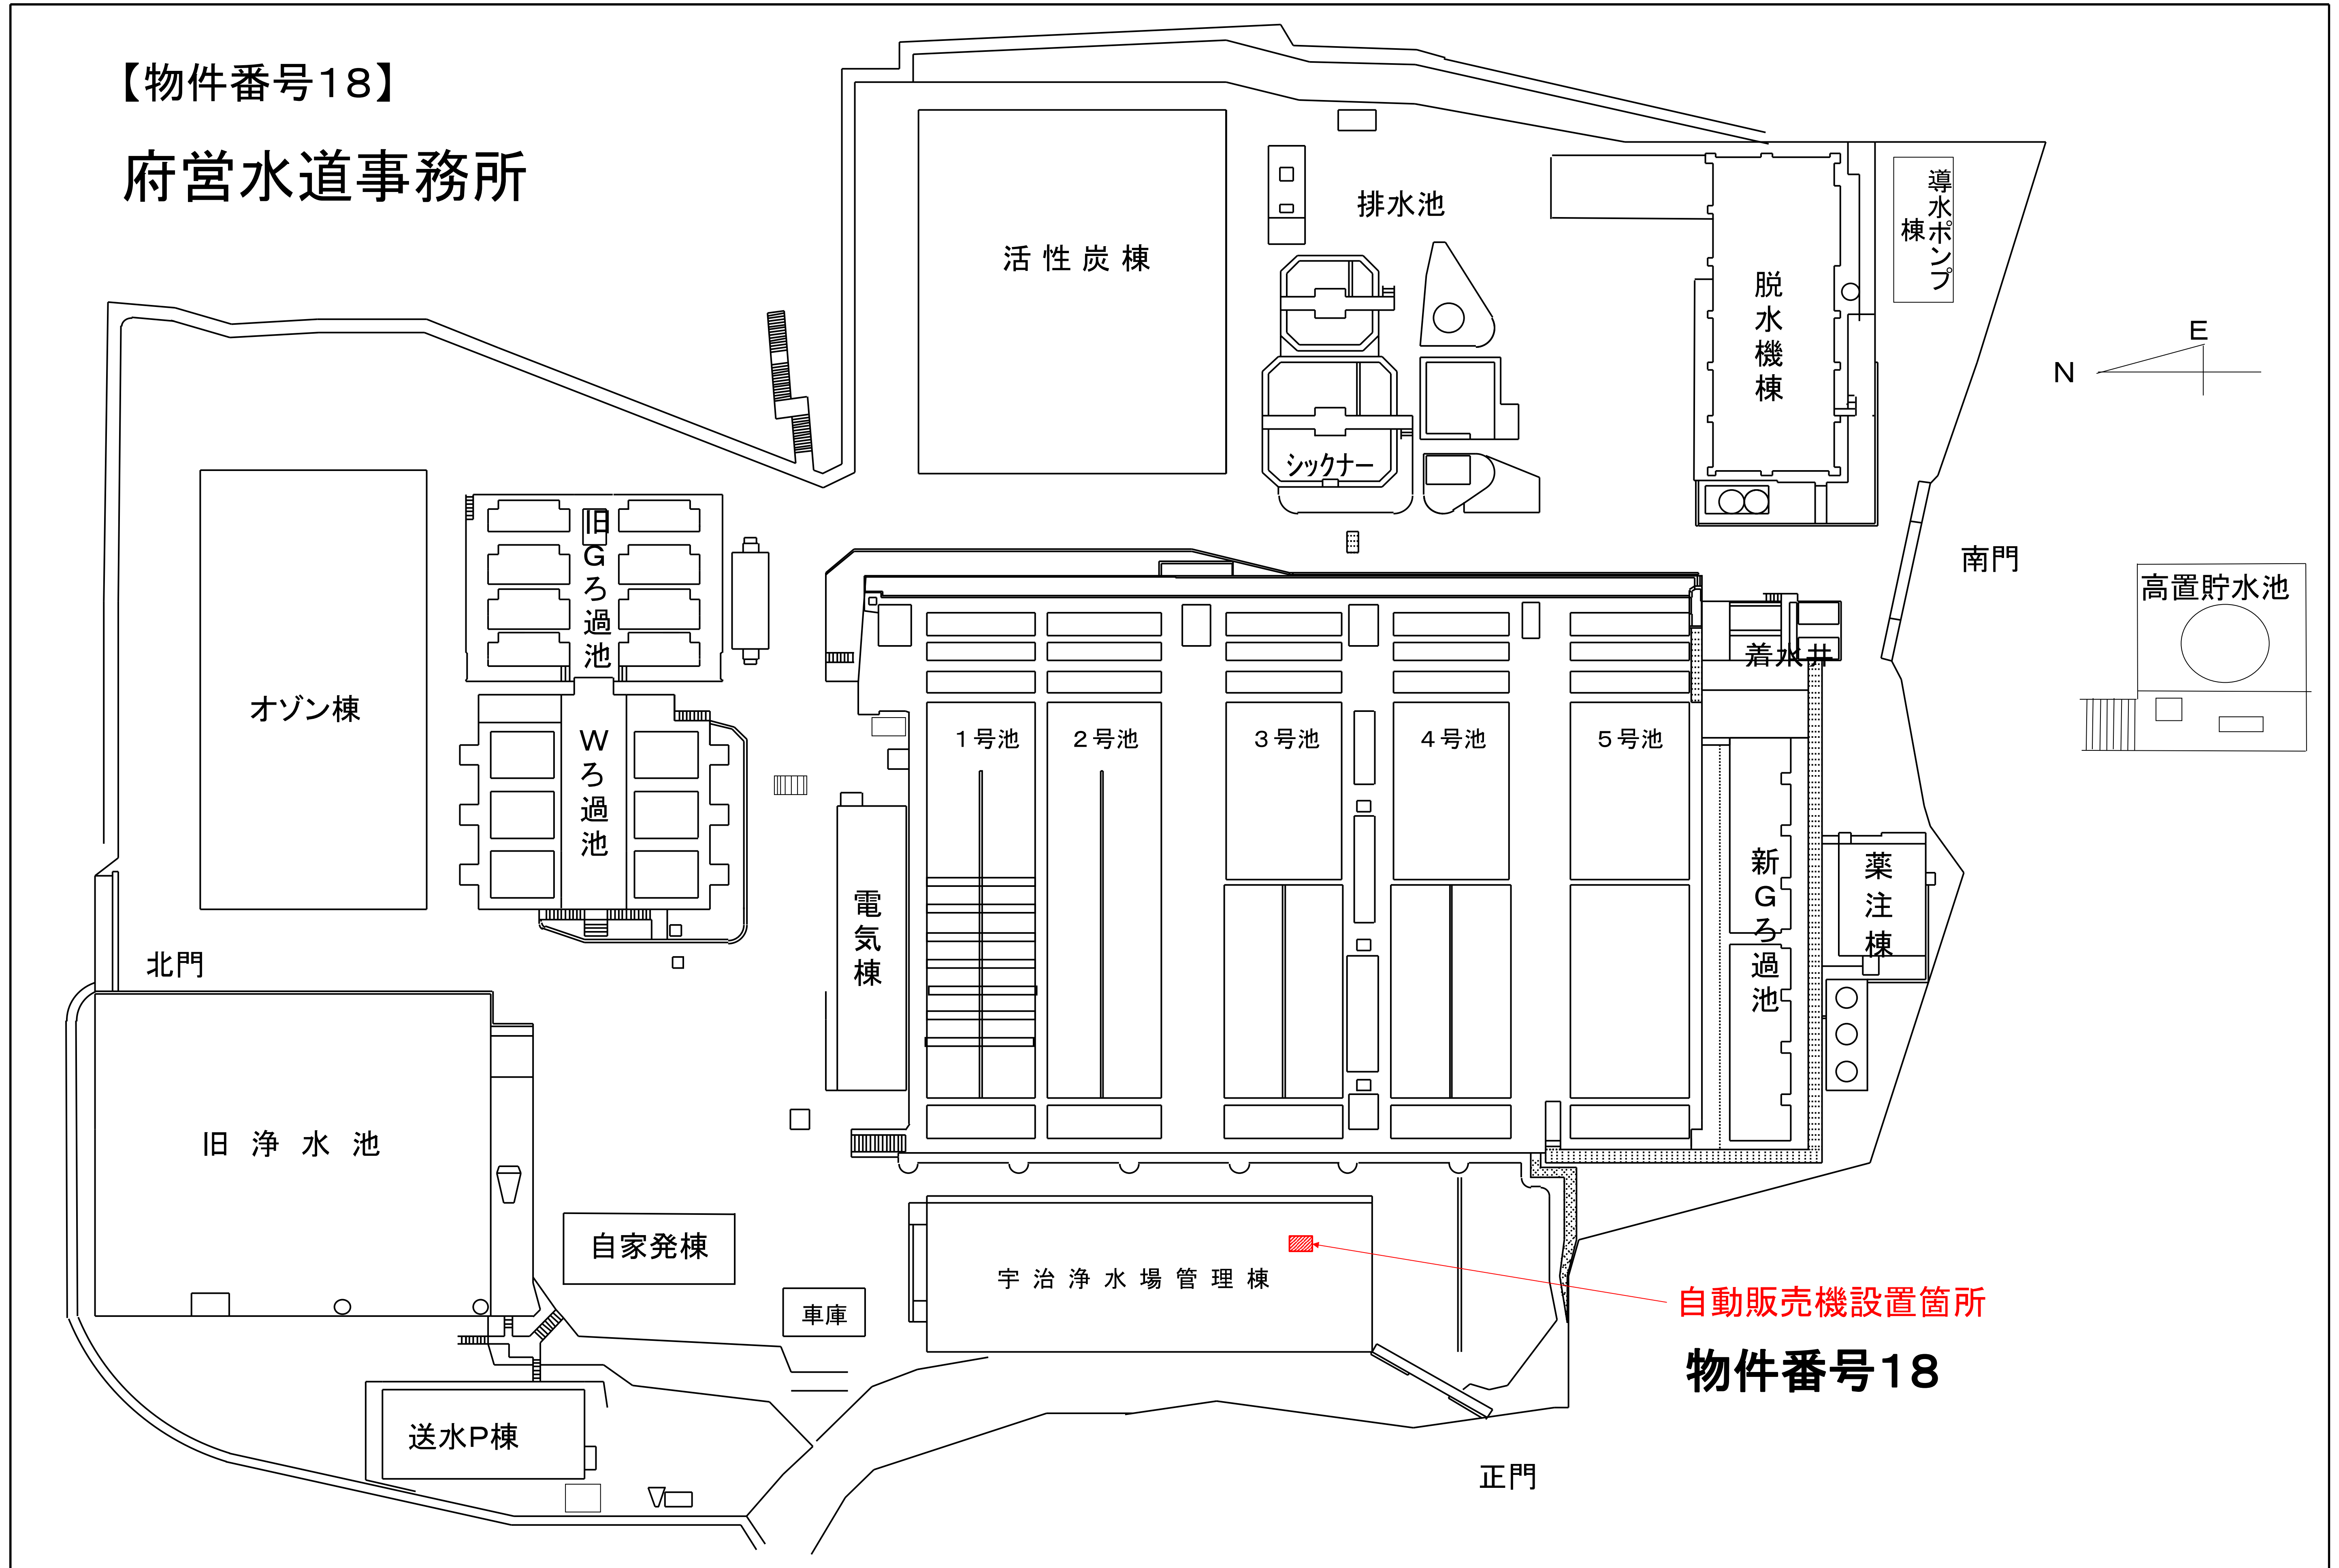 【物件番号18】
府営水道事務所
活性炭棟
排水池
シックナー
脱水機棟
導水ポンプ
棟
E
N
南門
高置貯水池
着水井
オゾン棟
旧Gろ過池
Wろ過池
1号池
2号池
3号池
4号池
5号池
電気棟
新Gろ過池
薬注棟
北門
旧浄水池
自家発棟
車庫
宇治浄水場管理棟
自動販売機設置箇所
物件番号18
送水P棟
正門